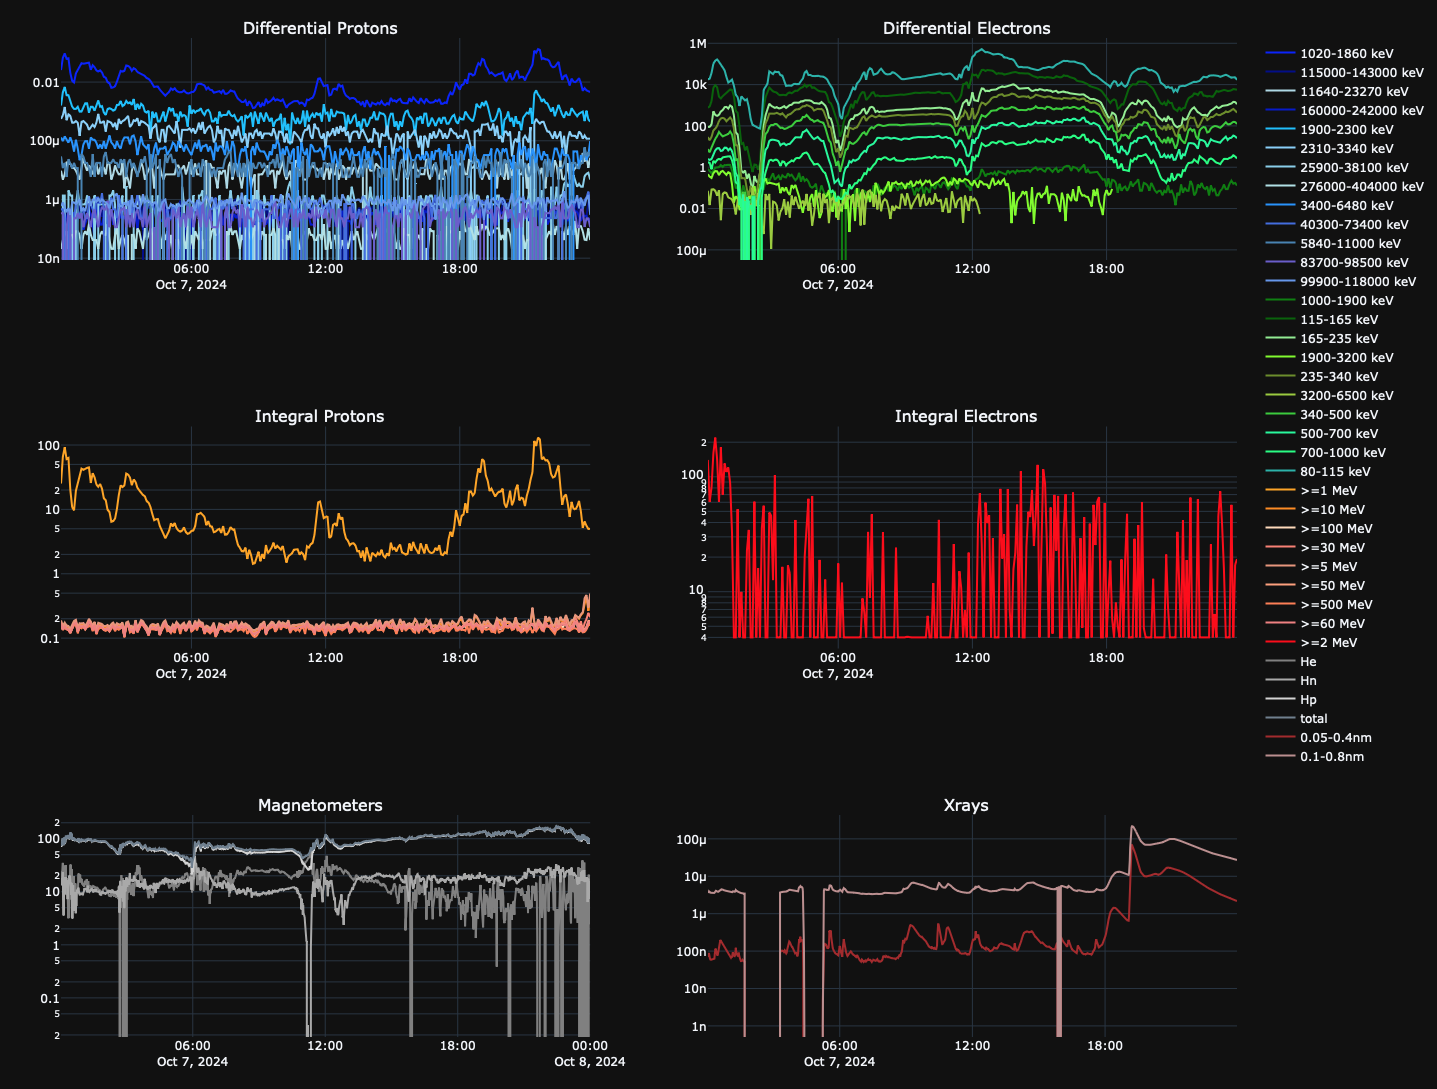 Differential Protons
0.01
100µ
1µ
10n
06:00
Oct 7, 2024
12:00
18:00
Differential Electrons
1M
10k
100
1
0.01
100µ
06:00
Oct 7, 2024
12:00
18:00
1020-1860 keV
115000-143000 keV
11640-23270 keV
160000-242000 keV
1900-2300 keV
2310-3340 keV
25900-38100 keV
276000-404000 keV
3400-6480 keV
40300-73400 keV
5840-11000 keV
83700-98500 keV
99900-118000 keV
1000-1900 keV
115-165 keV
165-235 keV
1900-3200 keV
235-340 keV
3200-6500 keV
340-500 keV
500-700 keV
700-1000 keV
80-115 keV
>=1 MeV
>=10 MeV
>=100 MeV
>=30 MeV
>=5 MeV
>=50 MeV
>=500 MeV
>=60 MeV
>=2 MeV
He
Hn
Hp
total
0.05-0.4nm
0.1-0.8nm
Integral Protons
100
5
2
10
5
2
1
5
2
0.1
06:00
Oct 7, 2024
12:00
18:00
Integral Electrons
2
100
9
8
7
6
5
4
3
2
10
9
8
7
6
5
4
06:00
Oct 7, 2024
12:00
18:00
Magnetometers
2
100
5
2
10
5
2
1
5
2
0.1
5
2
06:00
Oct 7, 2024
12:00
18:00
00:00
Oct 8, 2024
Xrays
100µ
10µ
1µ
100n
10n
1n
06:00
Oct 7, 2024
12:00
18:00